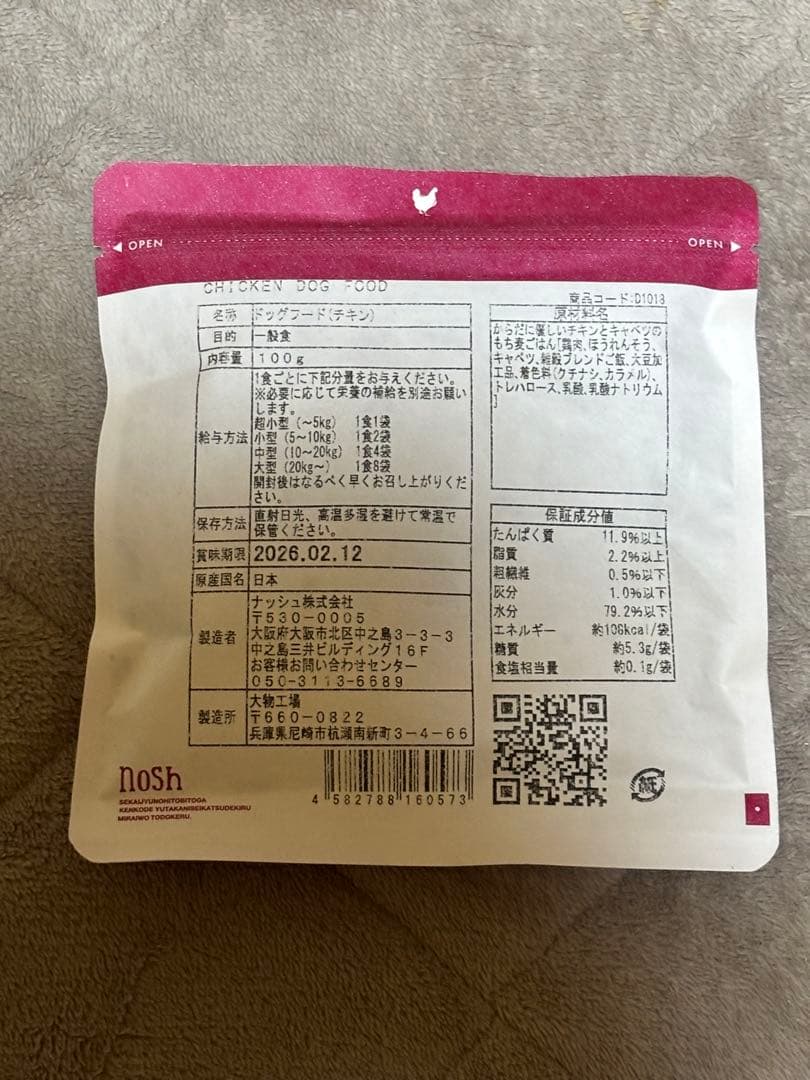 OPEN
OPEN
CHICKEN DOG FOOD
商品コード:D1013
名称 ドッグフード(チキン)
目的 一般食
内容量 100g
給与方法 1食ごとに下記分量をお与えください。
※必要に応じて栄養の補給を別途お願い
します。
超小型(~5kg) 1食1袋
小型(5~10kg) 1食2袋
中型(10~20kg) 1食4袋
大型(20kg~) 1食8袋
開封後はなるべく早くお召し上がりくだ
さい。
保存方法 直射日光、高温多湿を避けて常温で
保管ください。
賞味期限 2026.02.12
原産国名 日本
製造者 ナッシュ株式会社
〒530-0005
大阪府大阪市北区中之島3-3-3
中之島三井ビルディング16F
お客様お問い合わせセンター
050-3113-6689
製造所 大物工場
〒660-0822
兵庫県尼崎市杭瀬南新町3-4-66
原材料名
からだに優しいチキンとキャベツの
もち麦ごはん[鶏肉、ほうれんそう、
キャベツ、雑穀ブレンドご飯、大豆加
工品、着色料(クチナシ、カラメル)、
トレハロース、乳酸、乳酸ナトリウム
]
保証成分値
たんぱく質 11.9%以上
脂質 2.2%以上
粗繊維 0.5%以下
灰分 1.0%以下
水分 79.2%以下
エネルギー 約106kcal/袋
糖質 約5.3g/袋
食塩相当量 約0.1g/袋
nosh
SEKAIJYUNOHITOBITOGA
KENKODE YUTAKANISEIKATSUDEKIRU
MIRAIWO TODOKERU.
4 582788 160573
紙